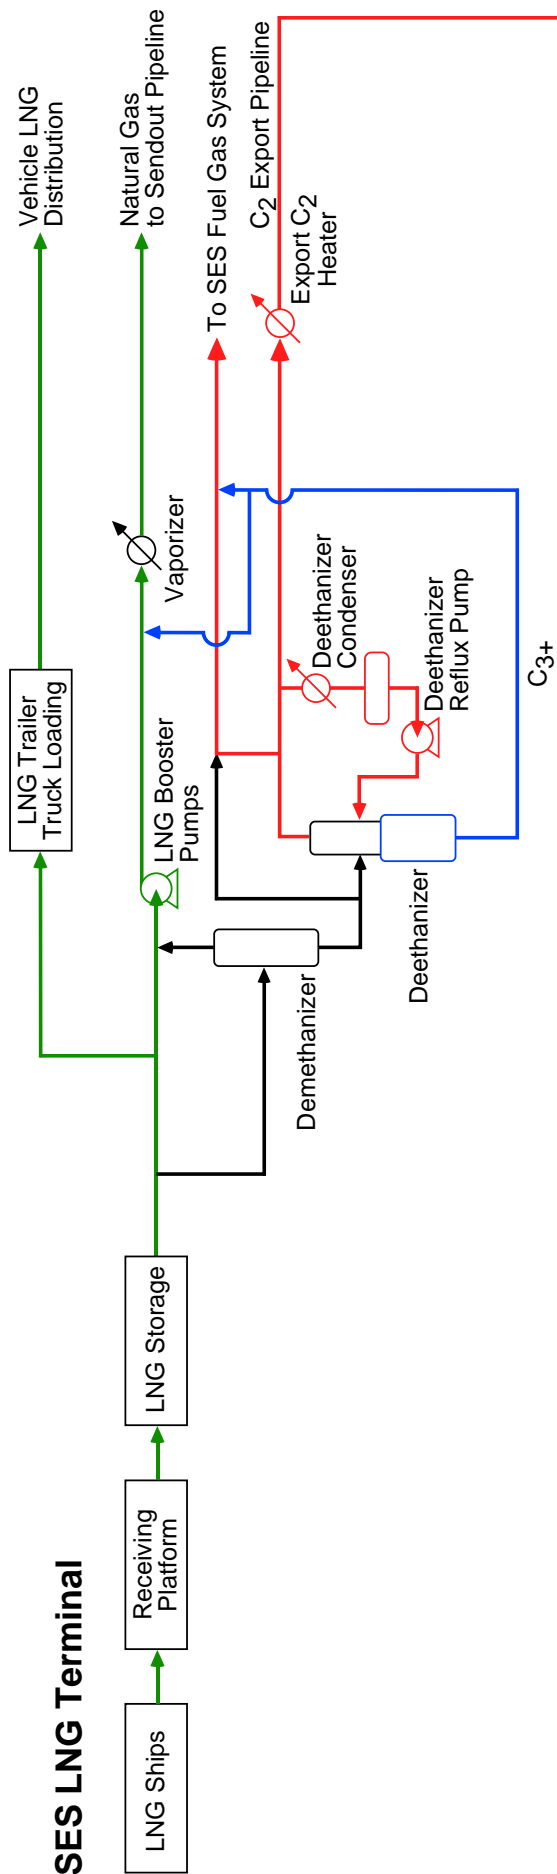 SES LNG Terminal
LNG Ships
Receiving
Platform
LNG Storage
LNG Trailer
Truck Loading
Vehicle LNG
Distribution
LNG Booster
Pumps
Vaporizer
Natural Gas
to Sendout Pipeline
Demethanizer
Deethanizer
Deethanizer
Condenser
Deethanizer
Reflux Pump
C3+
To SES Fuel Gas System
C2 Export Pipeline
Export C2
Heater